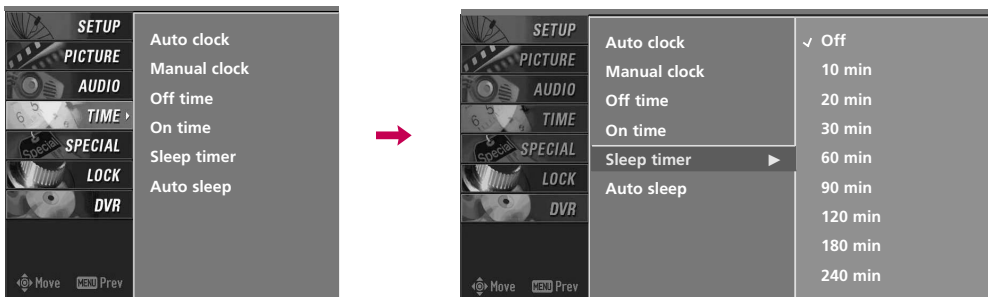 SETUP
PICTURE
AUDIO
TIME
SPECIAL
LOCK
DVR
Move MENU Prev
Auto clock
Manual clock
Off time
On time
Sleep timer
Auto sleep
SETUP
PICTURE
AUDIO
TIME
SPECIAL
LOCK
DVR
Move MENU Prev
Auto clock
Manual clock
Off time
On time
Sleep timer ▶
Auto sleep
✓ Off
10 min
20 min
30 min
60 min
90 min
120 min
180 min
240 min